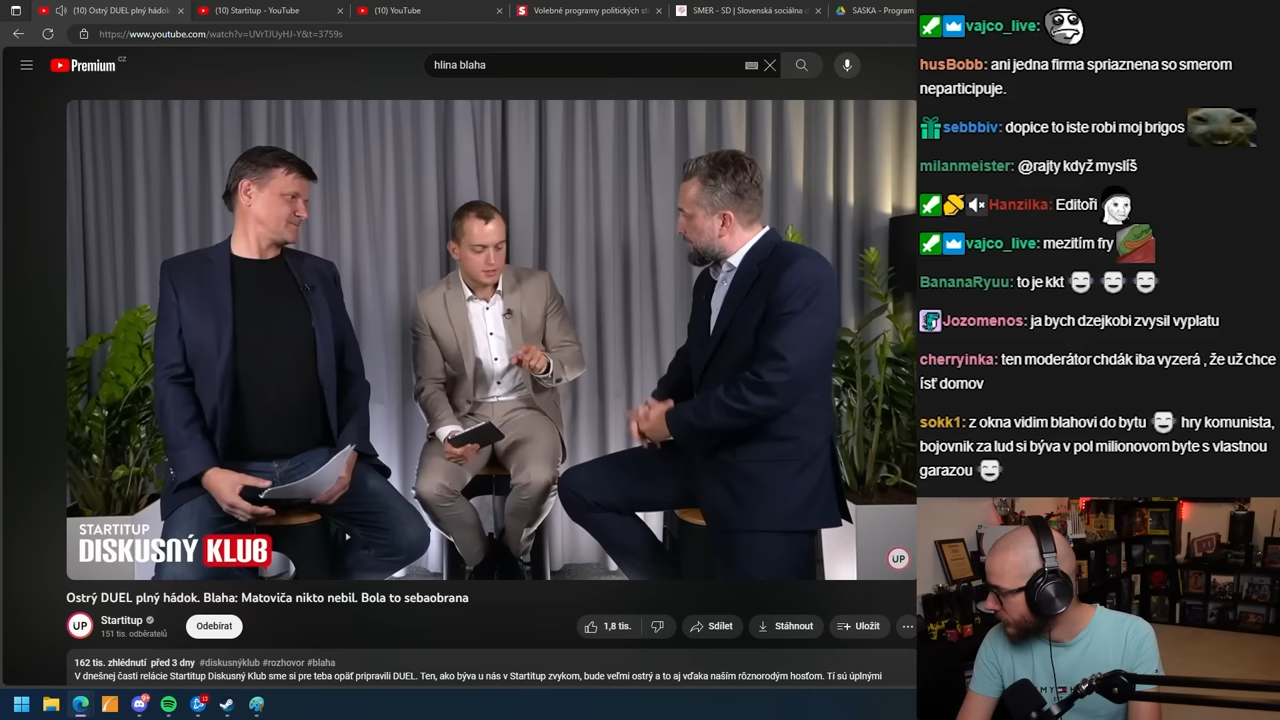 (10) Ostrý DUEL plný hádok.
(10) Startitup - YouTube
(10) YouTube
Volebné programy politických st
SMER - SD | Slovenská sociálna d
SASKA - Program
https://www.youtube.com/watch?v=UVrTJUyHJ-Y&t=3759s
Premium CZ
hlina blaha
STARTITUP
DISKUSNÝ KLUB
UP
Ostrý DUEL plný hádok. Blaha: Matoviča nikto nebil. Bola to sebaobrana
UP
Startitup
151 tis. odběratelů
Odebírat
1,8 tis.
Sdílet
Stáhnout
Uložit
162 tis. zhlédnutí před 3 dny #diskusnýklub #rozhovor #blaha
V dnešnej časti relácie Startitup Diskusný Klub sme si pre teba opäť pripravili DUEL. Ten, ako býva u nás v Startitup zvykom, bude veľmi ostrý a to aj vďaka naším rôznorodým hosťom. Tí sú úplnými
vajco_live:
husBobb: ani jedna firma spriaznena so smerom
neparticipuje.
sebbbiv: dopice to iste robi moj brigos
milanmeister: @rajty když myslíš
Hanzilka: Editoři
vajco_live: mezitím fry
BananaRyuu: to je kkt
Jozomenos: ja bych dzejkobi zvysil vyplatu
cherryinka: ten moderátor chdák iba vyzerá , že už chce
ísť domov
sokk1: z okna vidim blahovi do bytu hry komunista,
bojovnik za lud si býva v pol milionovom byte s vlastnou
garazou